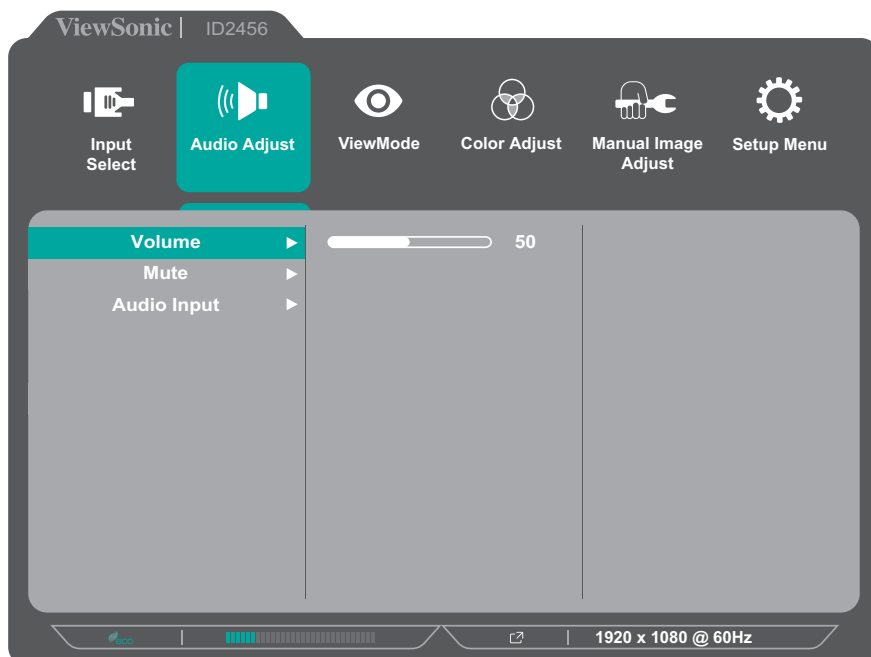 ViewSonic | ID2456
Input
Select
Audio Adjust
ViewMode
Color Adjust
Manual Image
Adjust
Setup Menu
Volume
50
Mute
Audio Input
eco
1920 x 1080 @ 60Hz